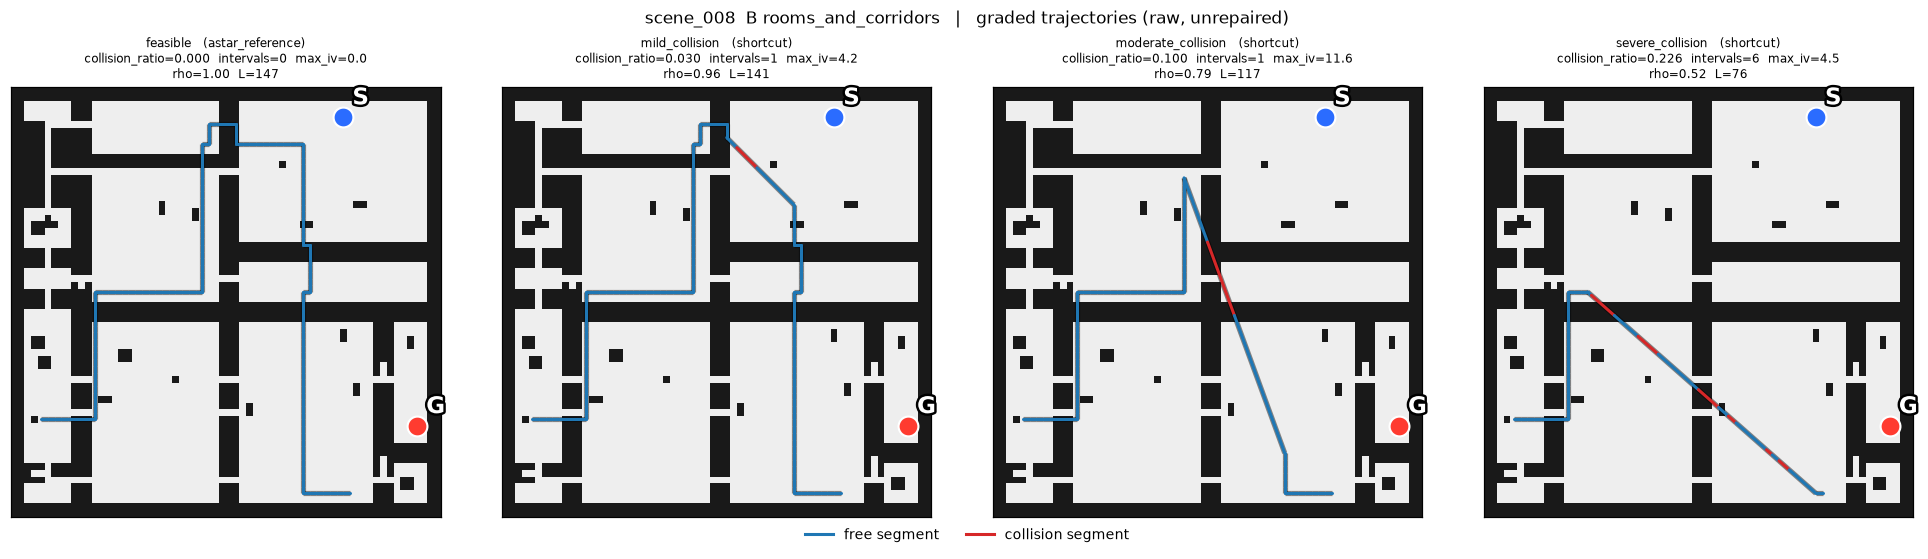 scene_008  B rooms_and_corridors   |   graded trajectories (raw, unrepaired)
feasible   (astar_reference)
collision_ratio=0.000  intervals=0  max_iv=0.0
rho=1.00  L=147
mild_collision   (shortcut)
collision_ratio=0.030  intervals=1  max_iv=4.2
rho=0.96  L=141
moderate_collision   (shortcut)
collision_ratio=0.100  intervals=1  max_iv=11.6
rho=0.79  L=117
severe_collision   (shortcut)
collision_ratio=0.226  intervals=6  max_iv=4.5
rho=0.52  L=76
S
S
S
S
G
G
G
G
free segment
collision segment